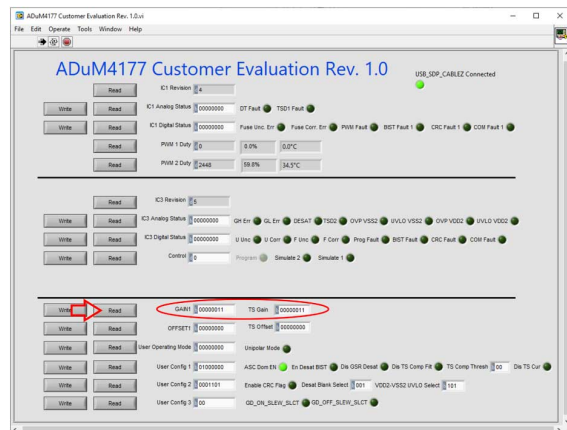 ADuM4177 Customer Evaluation Rev. 1.0.vi
File Edit Operate Tools Window Help
ADuM4177 Customer Evaluation Rev. 1.0
USB_SDP_CABLEZ Connected
Read IC1 Revision 4
Write Read IC1 Analog Status 00000000 DT Fault TSD1 Fault
Write Read IC1 Digital Status 00000000 Fuse Unc. Err Fuse Corr. Err PWM Fault BIST Fault 1 CRC Fault 1 COM Fault 1
Read PWM 1 Duty 0 0.0% 0.0°C
Read PWM 2 Duty 2448 59.8% 34.5°C
Read IC3 Revision 6
Write Read IC3 Analog Status 00000000 GH Err GL Err DESAT TSD2 OVP VSS2 UVLO VSS2 OVP VDD2 UVLO VDD2
Write Read IC3 Digital Status 00000000 U Unc U Corr F Unc F Corr Prog Fault BIST Fault CRC Fault COM Fault
Write Read Control 0 Program Simulate 2 Simulate 1
Write Read GAIN1 00000011 TS Gain 00000011
Write Read OFFSET1 00000000 TS Offset 00000000
Write Read User Operating Mode 00000000 Unipolar Mode
Write Read User Config 1 01000000 ASC Dom EN En Desat BIST Dis GSR Desat Dis TS Comp Filt TS Comp Thresh 00 Dis TS Cur
Write Read User Config 2 0001101 Enable CRC Flag Desat Blank Select 001 VDD2-VSS2 UVLO Select 101
Write Read User Config 3 00 GD_ON_SLEW_SLCT GD_OFF_SLEW_SLCT